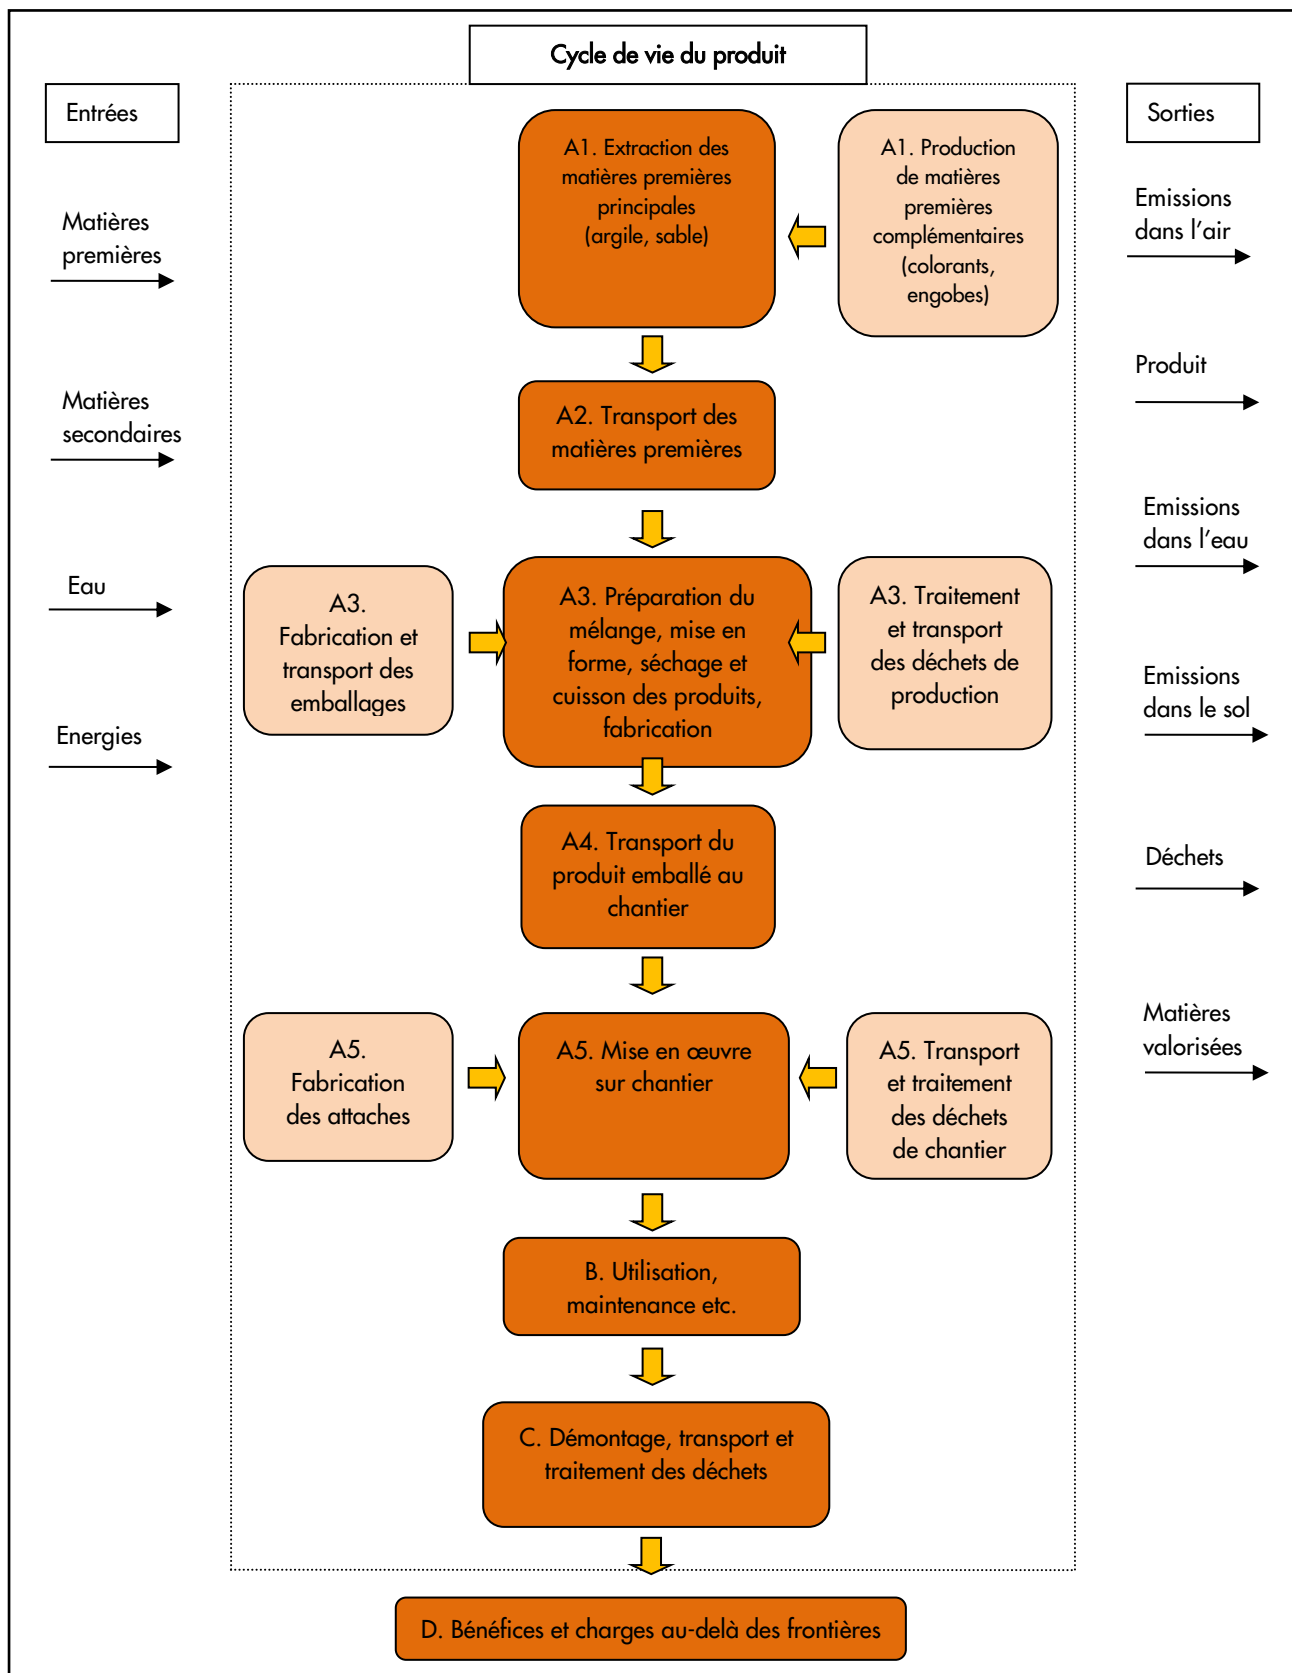 Cycle de vie du produit
Entrées
Matières
premières
Matières
secondaires
Eau
Energies
A1. Extraction des
matières premières
principales
(argile, sable)
A1. Production
de matières
premières
complémentaires
(colorants,
engobes)
A2. Transport des
matières premières
A3.
Fabrication et
transport des
emballages
A3. Préparation du
mélange, mise en
forme, séchage et
cuisson des produits,
fabrication
A3. Traitement
et transport
des déchets de
production
A4. Transport du
produit emballé au
chantier
A5.
Fabrication
des attaches
A5. Mise en œuvre
sur chantier
A5. Transport
et traitement
des déchets
de chantier
B. Utilisation,
maintenance etc.
C. Démontage, transport et
traitement des déchets
D. Bénéfices et charges au-delà des frontières
Sorties
Emissions
dans l’air
Produit
Emissions
dans l’eau
Emissions
dans le sol
Déchets
Matières
valorisées